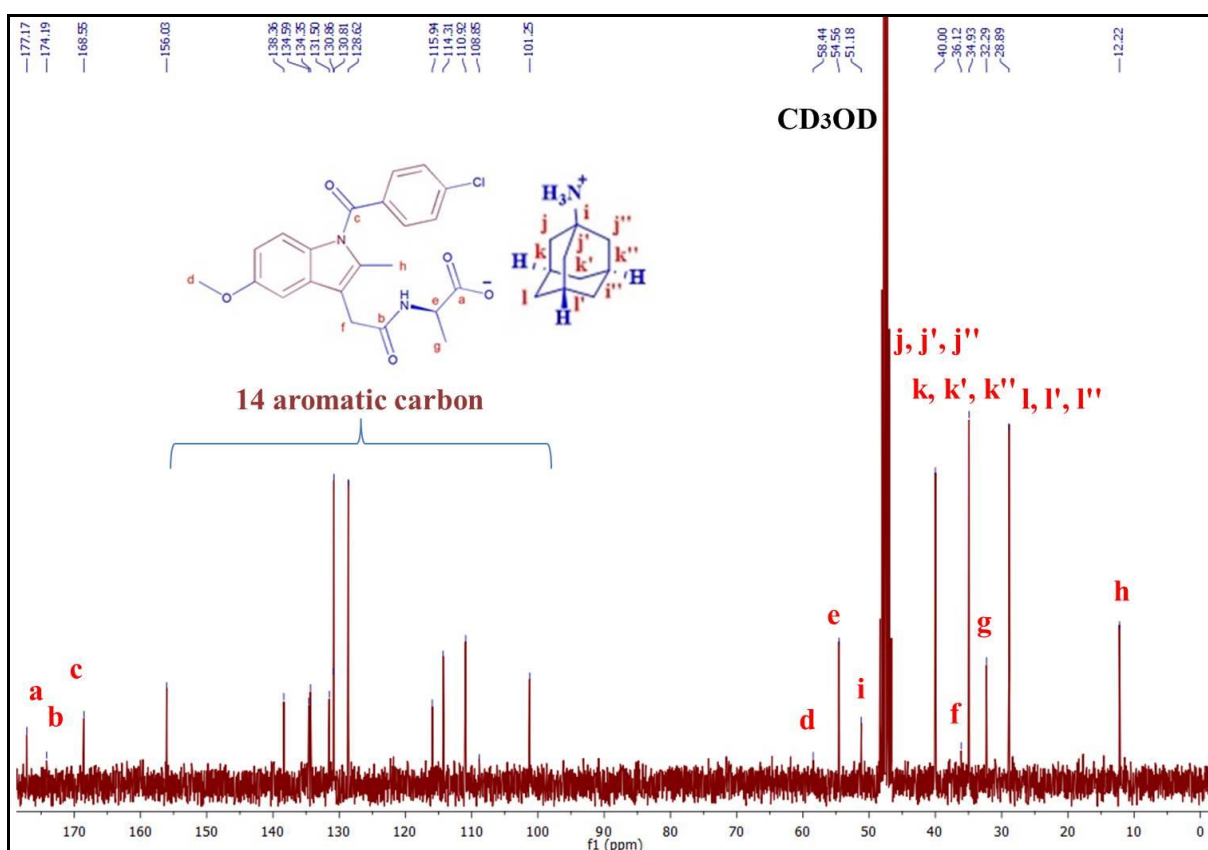 177.17
174.19
168.55
156.03
138.36
134.59
134.35
131.50
130.86
130.81
128.62
115.94
114.31
110.92
108.85
101.25
58.44
54.56
51.18
40.00
36.12
34.93
32.29
28.89
12.22
CD3OD
O
Cl
c
N
d
O
h
O
H
N
e
a
O
−
b
f
g
O
H3N
+
i
j
j''
j'
k
k'
k''
H
H
l
l'
i''
H
14 aromatic carbon
j, j', j''
k, k', k''
l, l', l''
a
b
c
d
e
i
f
g
h
170 160 150 140 130 120 110 100 90 80 70 60 50 40 30 20 10 0
f1 (ppm)